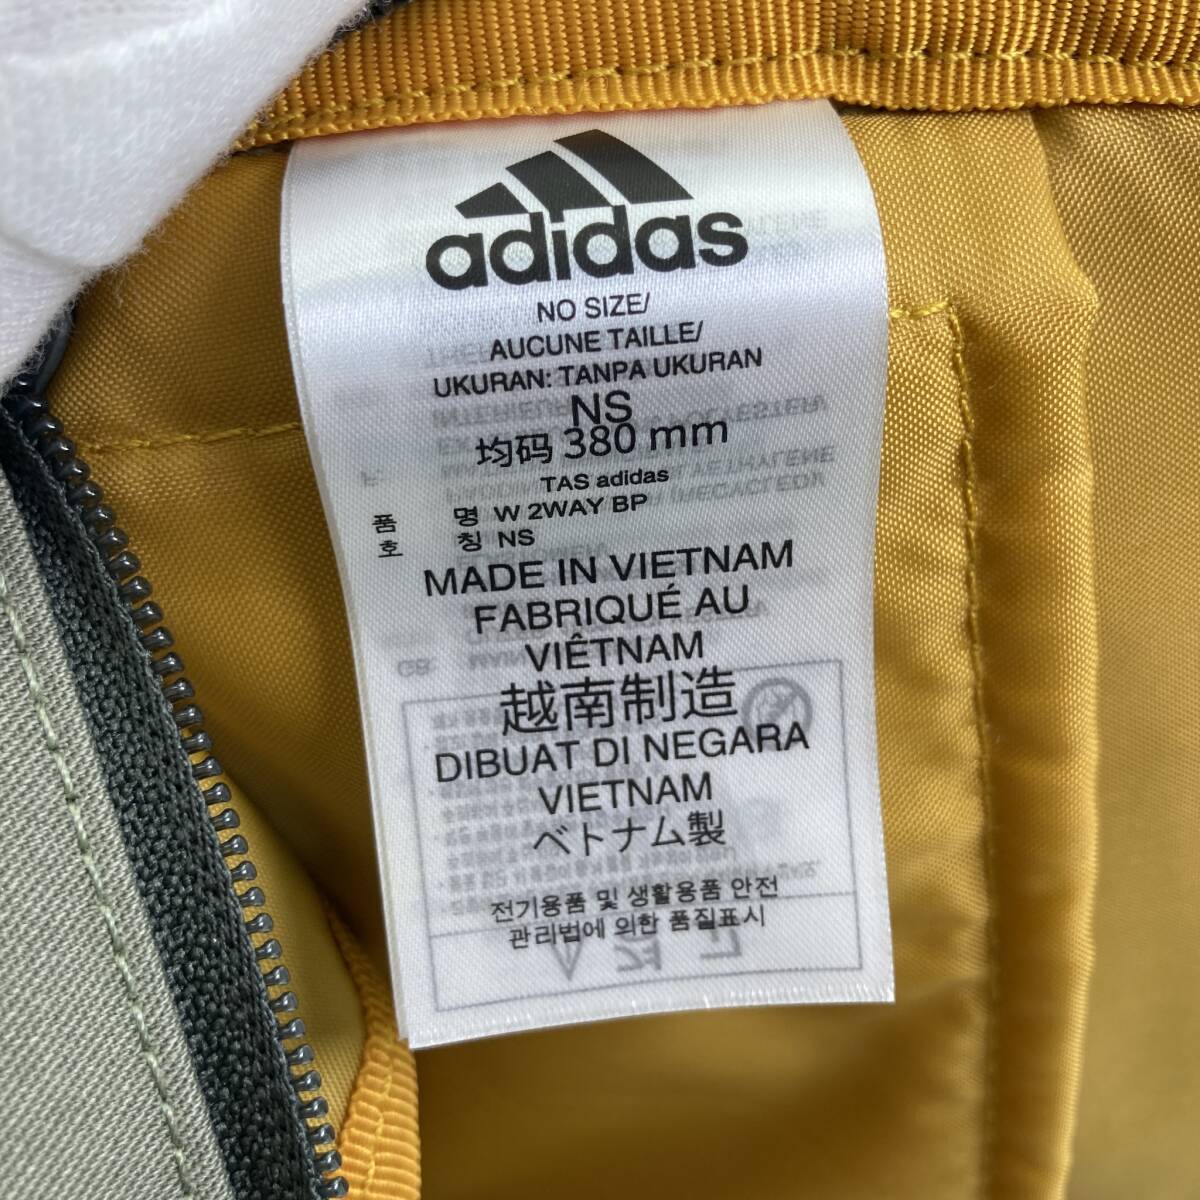 adidas
NO SIZE/
AUCUNE TAILLE/
UKURAN: TANPA UKURAN
NS
均码 380 mm
TAS adidas
품 명 W 2WAY BP
호 칭 NS
MADE IN VIETNAM
FABRIQUÉ AU
VIÊTNAM
越南制造
DIBUAT DI NEGARA
VIETNAM
ベトナム製
전기용품 및 생활용품 안전
관리법에 의한 품질표시